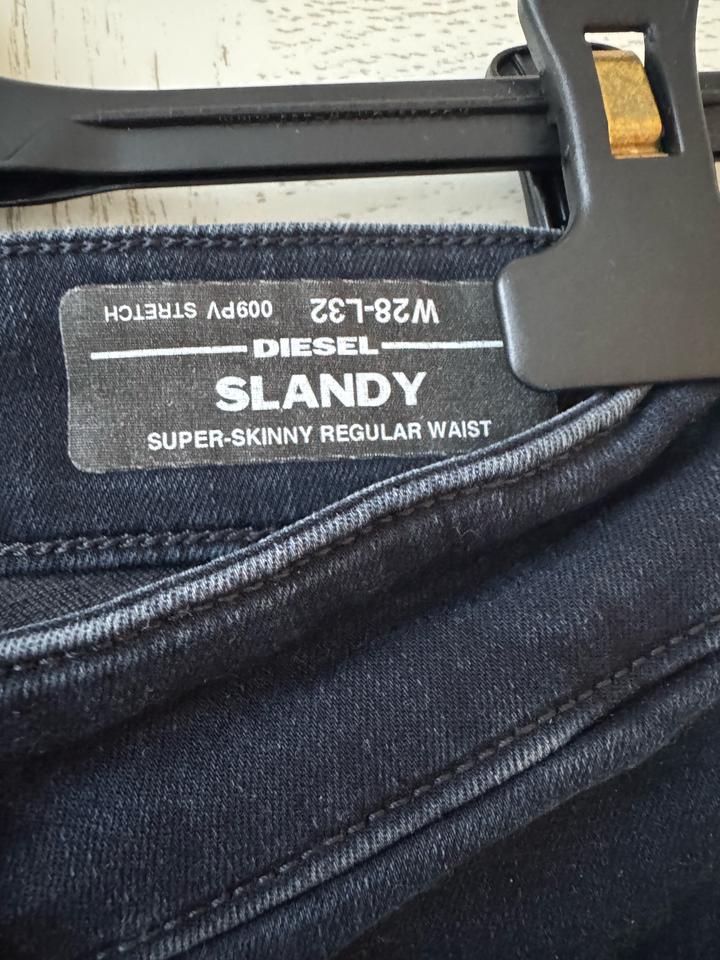 W28-L32 009PV STRETCH
DIESEL
SLANDY
SUPER-SKINNY REGULAR WAIST